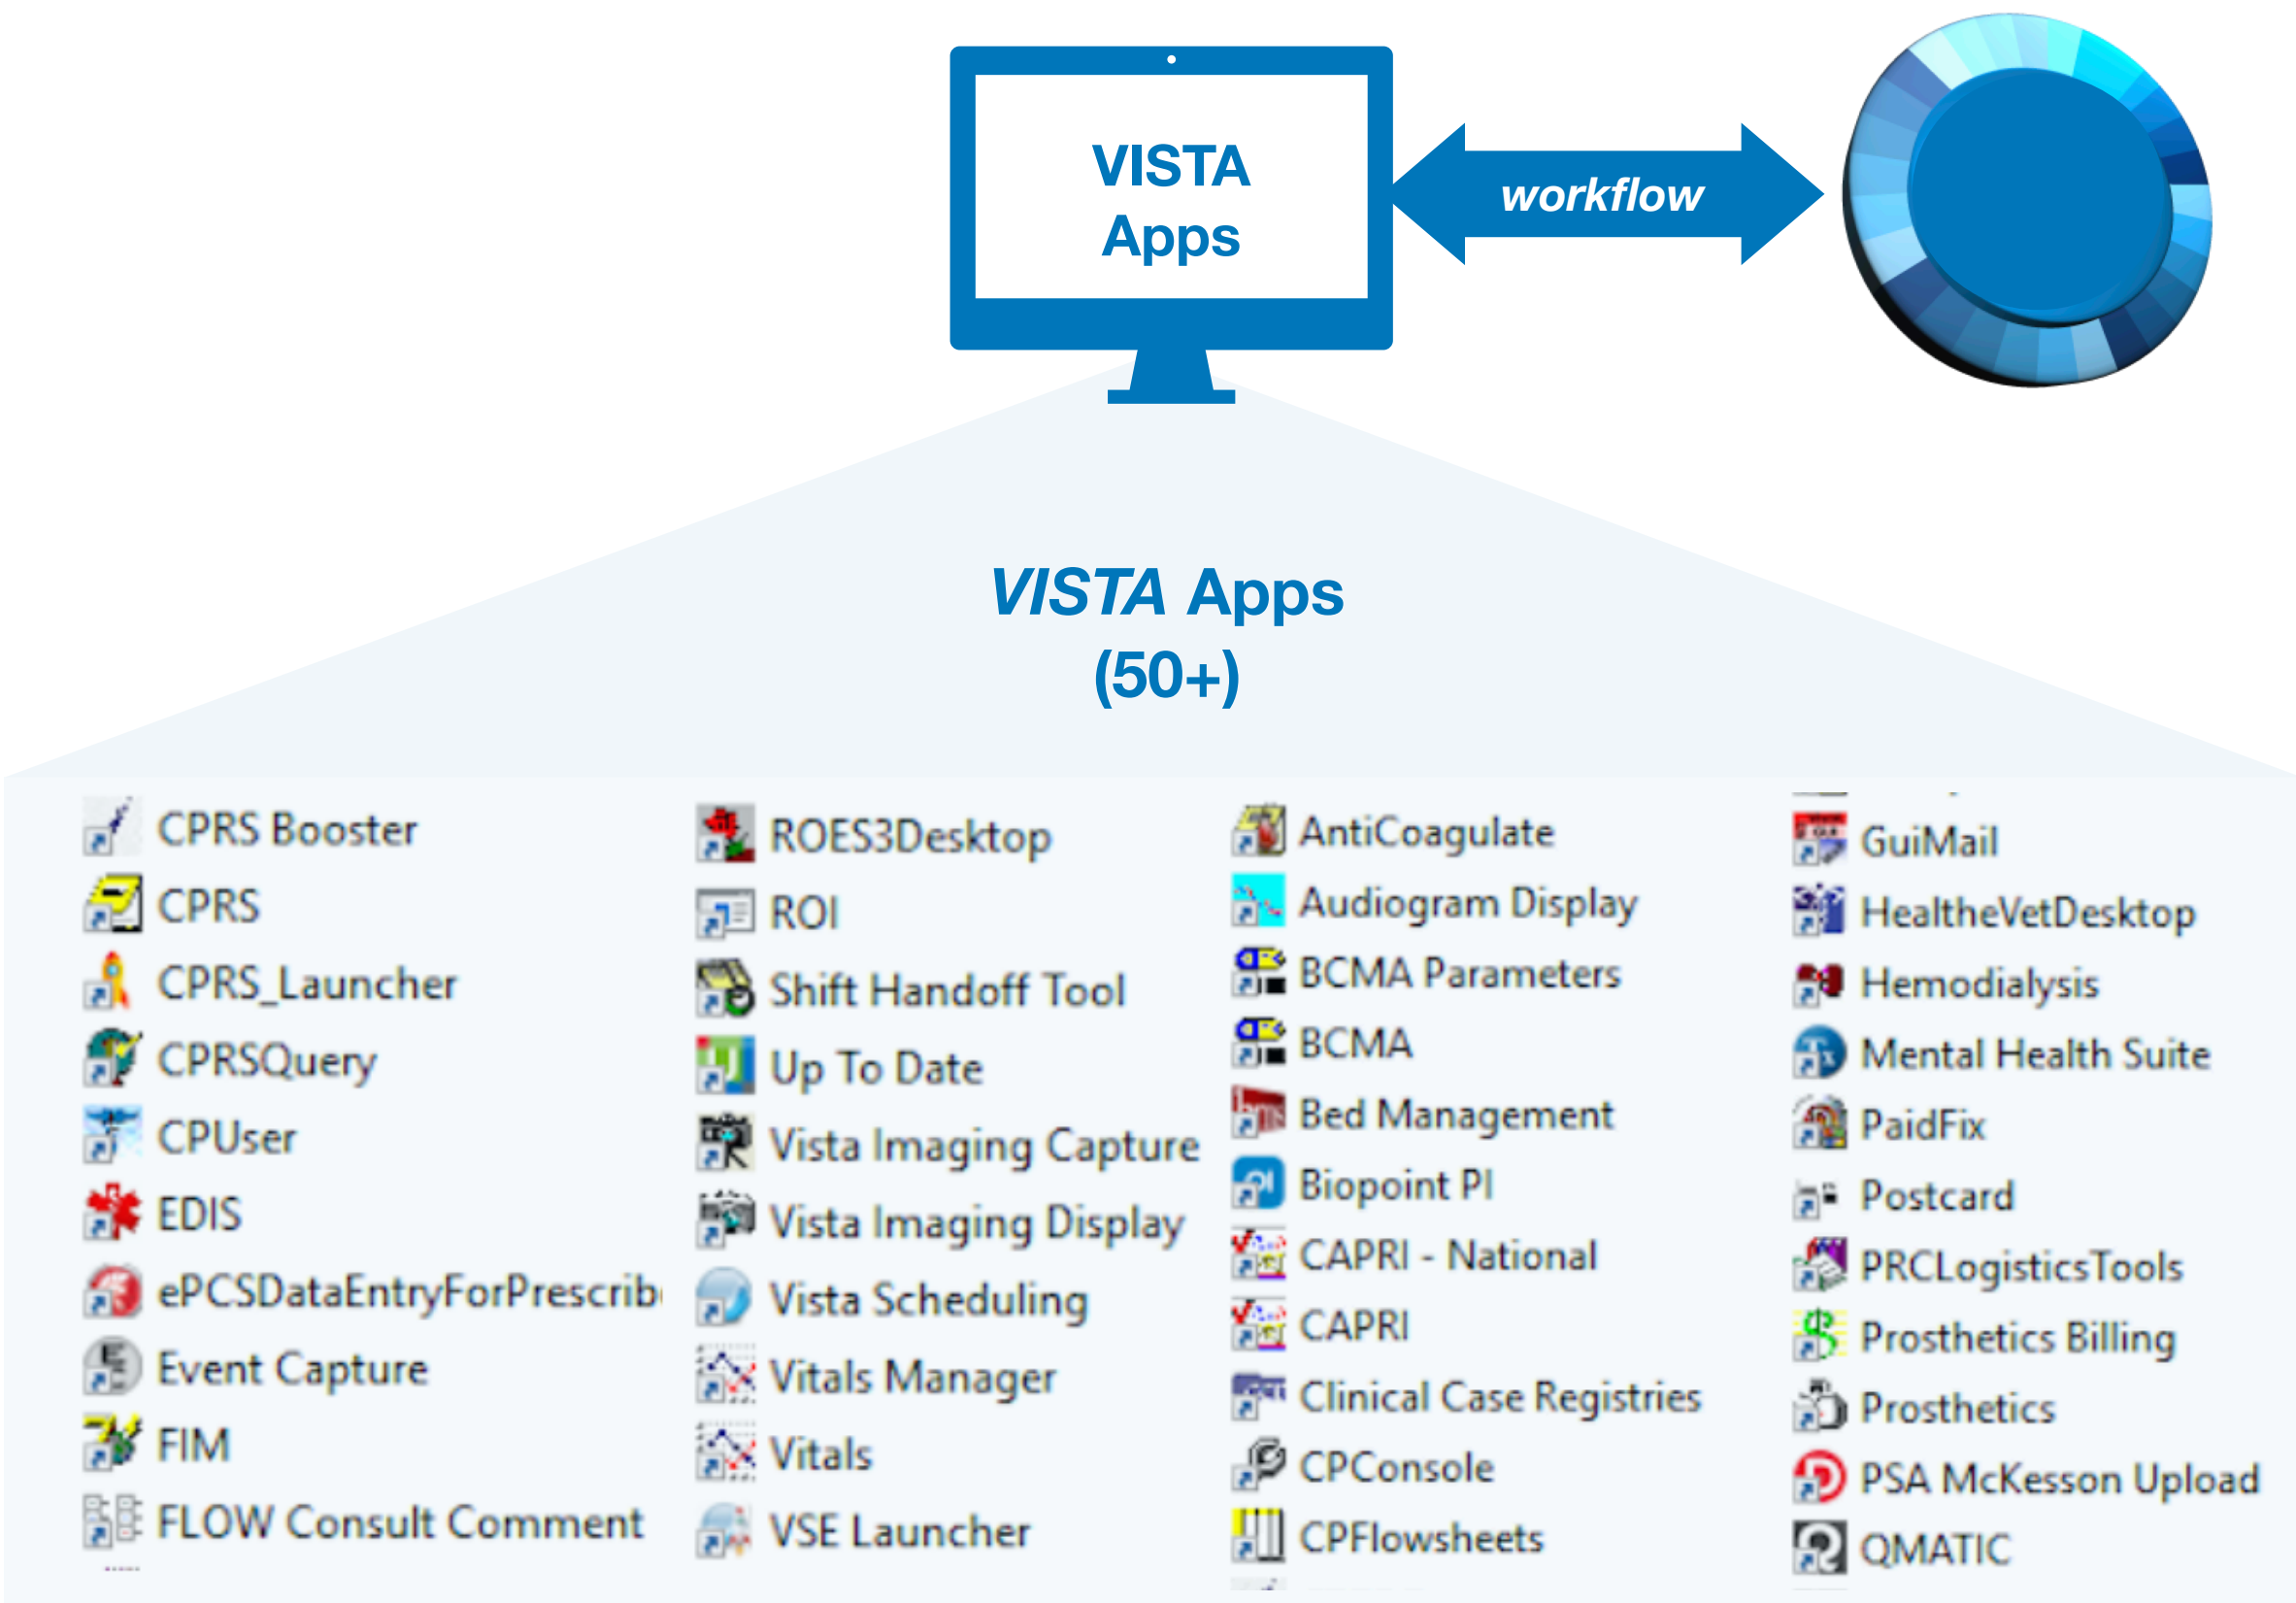 VISTA
Apps
workflow
VISTA Apps
(50+)
CPRS Booster
CPRS
CPRS_Launcher
CPRSQuery
CPUser
EDIS
ePCSDataEntryForPrescrib
Event Capture
FIM
FLOW Consult Comment
ROES3Desktop
ROI
Shift Handoff Tool
Up To Date
Vista Imaging Capture
Vista Imaging Display
Vista Scheduling
Vitals Manager
Vitals
VSE Launcher
AntiCoagulate
Audiogram Display
BCMA Parameters
BCMA
Bed Management
Biopoint PI
CAPRI - National
CAPRI
Clinical Case Registries
CPConsole
CPFlowsheets
GuiMail
HealtheVetDesktop
Hemodialysis
Mental Health Suite
PaidFix
Postcard
PRCLogisticsTools
Prosthetics Billing
Prosthetics
PSA McKesson Upload
QMATIC